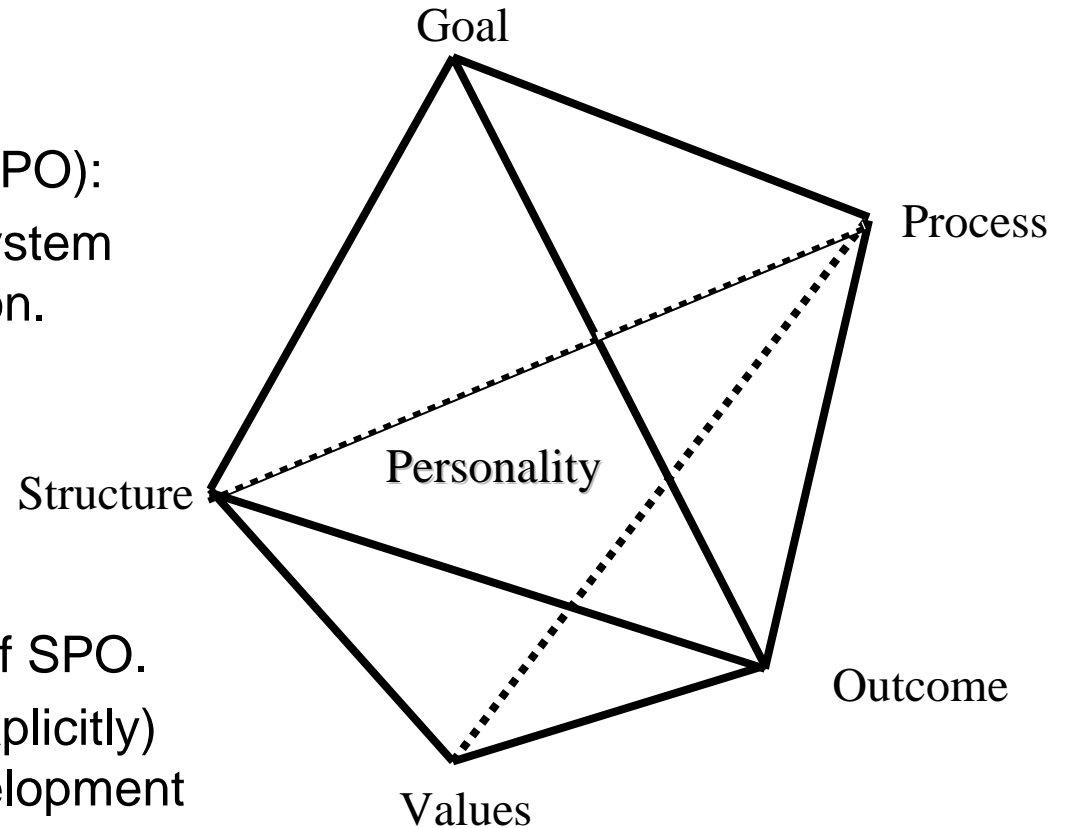 Goal
PO):
ystem
on.
Process
Personality
Structure
f SPO.
plicitly)
elopment
Outcome
Values